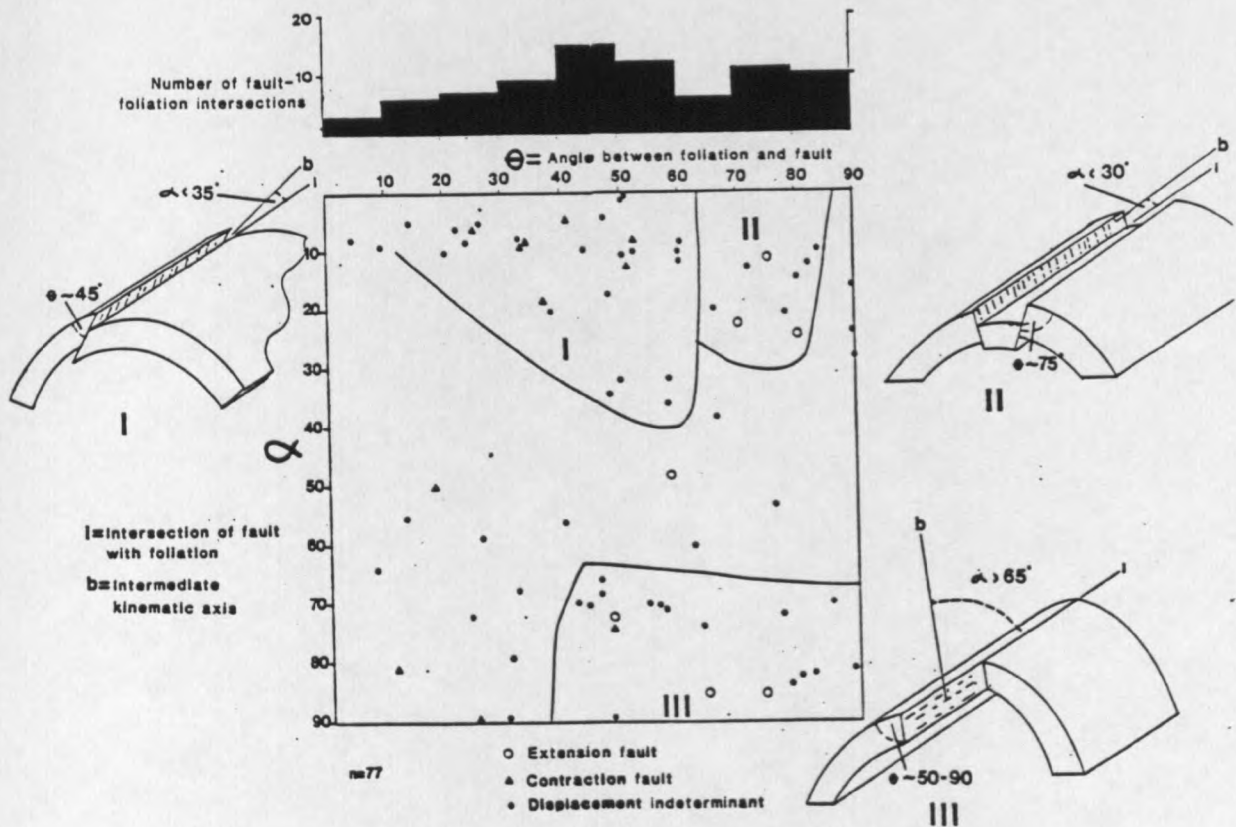 20
10
Number of fault-
foliation intersections
Θ = Angle between foliation and fault
10 20 30 40 50 60 70 80 90
10
20
30
40
50
60
70
80
90
α
I
II
III
b
I
α < 35°
θ ~45°
I
I=Intersection of fault
with foliation
b=Intermediate
kinematic axis
b
I
α < 30°
θ ~75°
II
b
α > 65°
I
θ ~50-90
III
n=77
○ Extension fault
▲ Contraction fault
• Displacement indeterminant